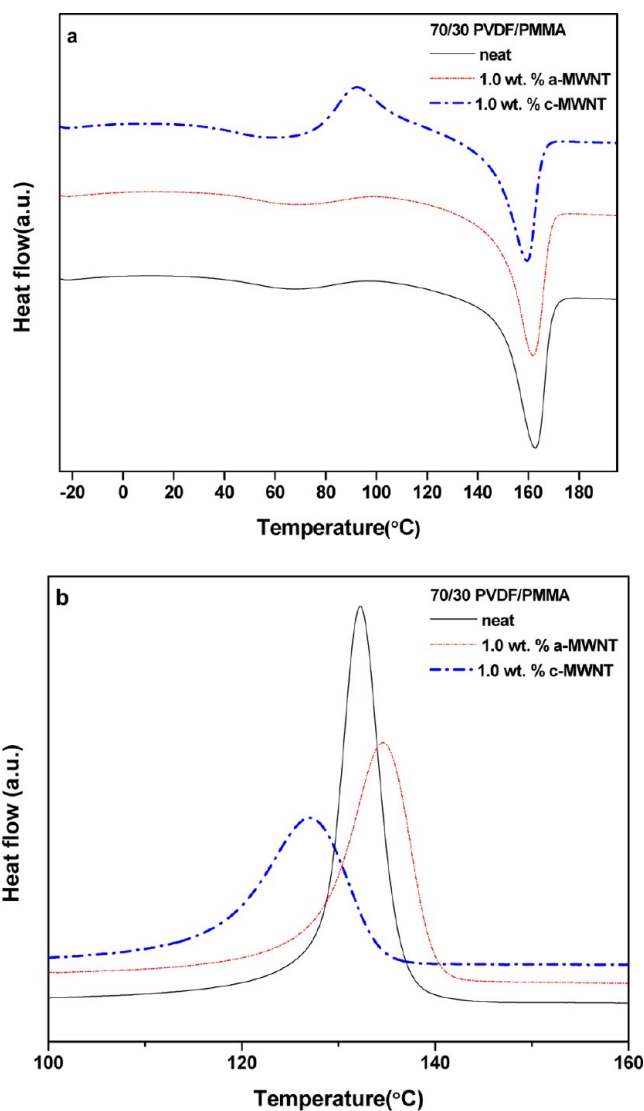 a
70/30 PVDF/PMMA
neat
1.0 wt. % a-MWNT
1.0 wt. % c-MWNT
Heat flow(a.u.)
-20 0 20 40 60 80 100 120 140 160 180
Temperature(°C)
b
70/30 PVDF/PMMA
neat
1.0 wt. % a-MWNT
1.0 wt. % c-MWNT
Heat flow (a.u.)
100 120 140 160
Temperature(°C)